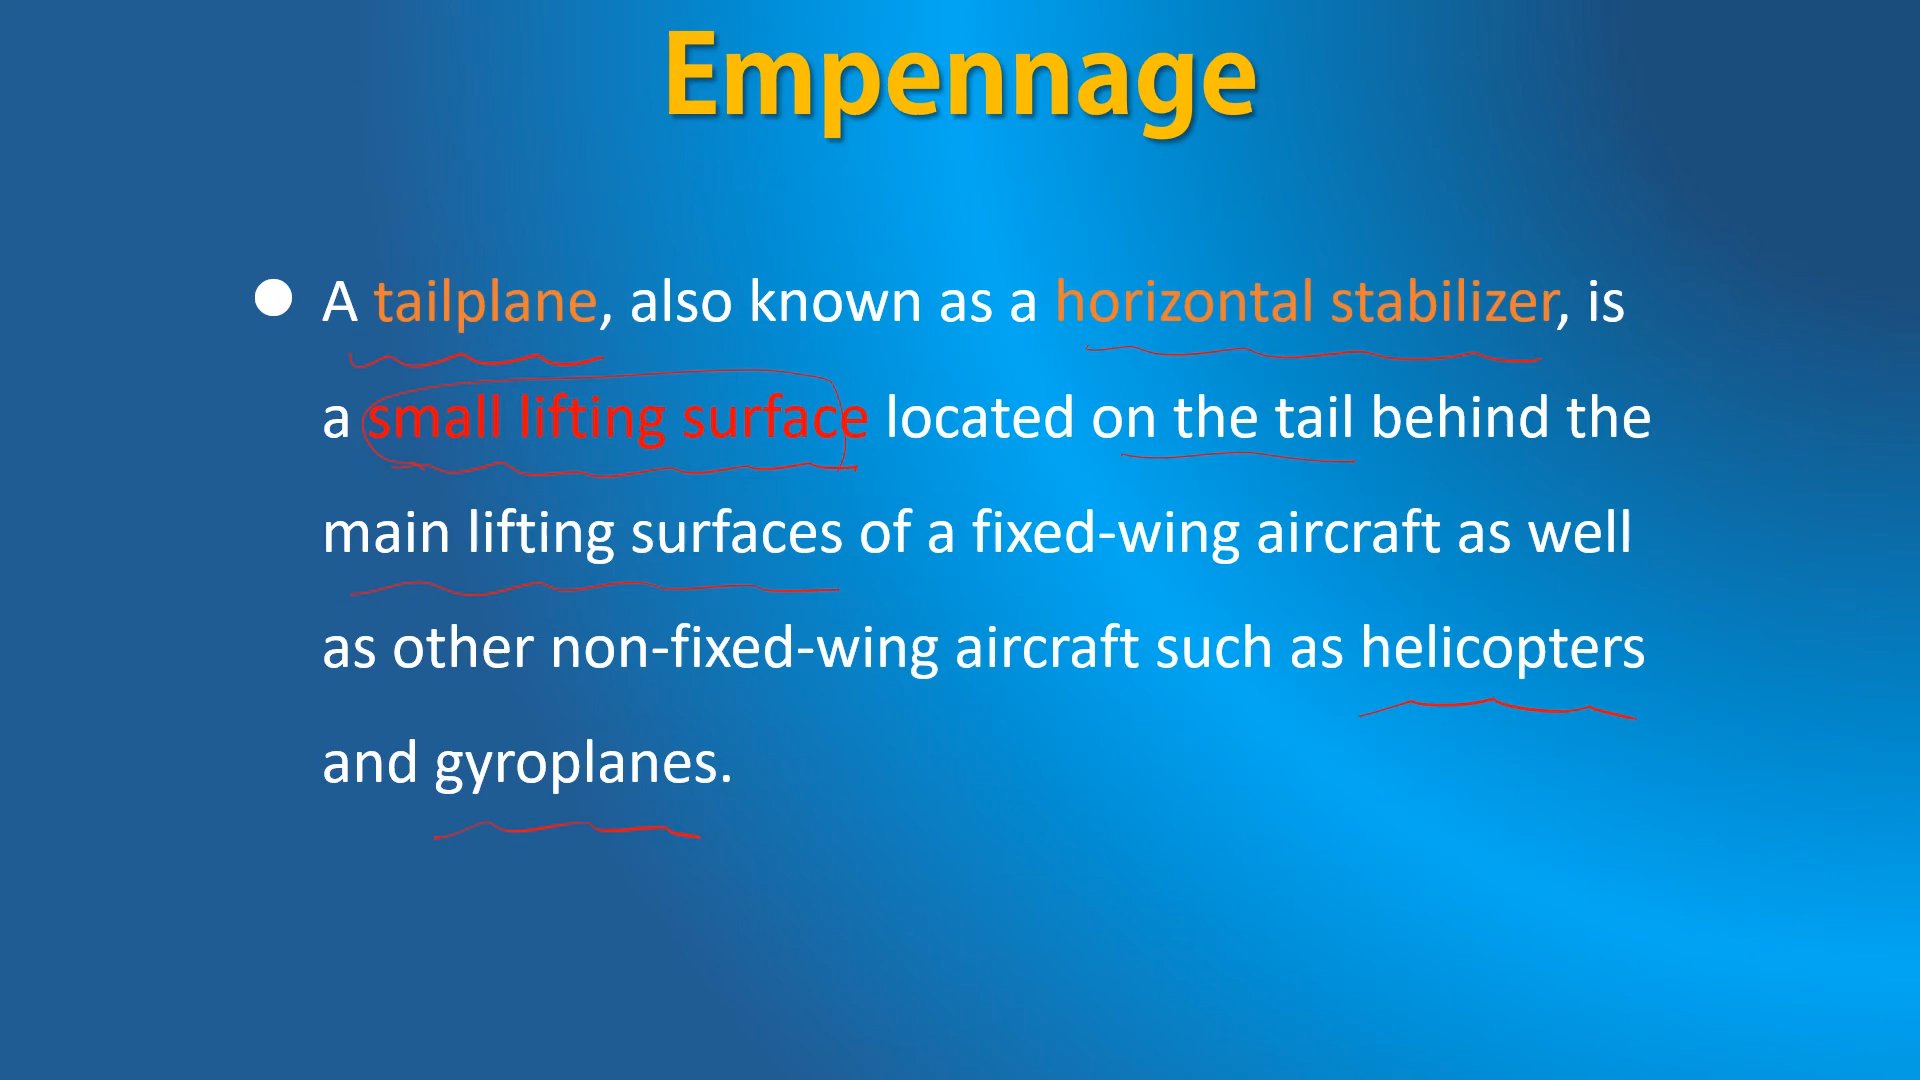 Empennage
● A tailplane, also known as a horizontal stabilizer, is
a small lifting surface located on the tail behind the
main lifting surfaces of a fixed-wing aircraft as well
as other non-fixed-wing aircraft such as helicopters
and gyroplanes.